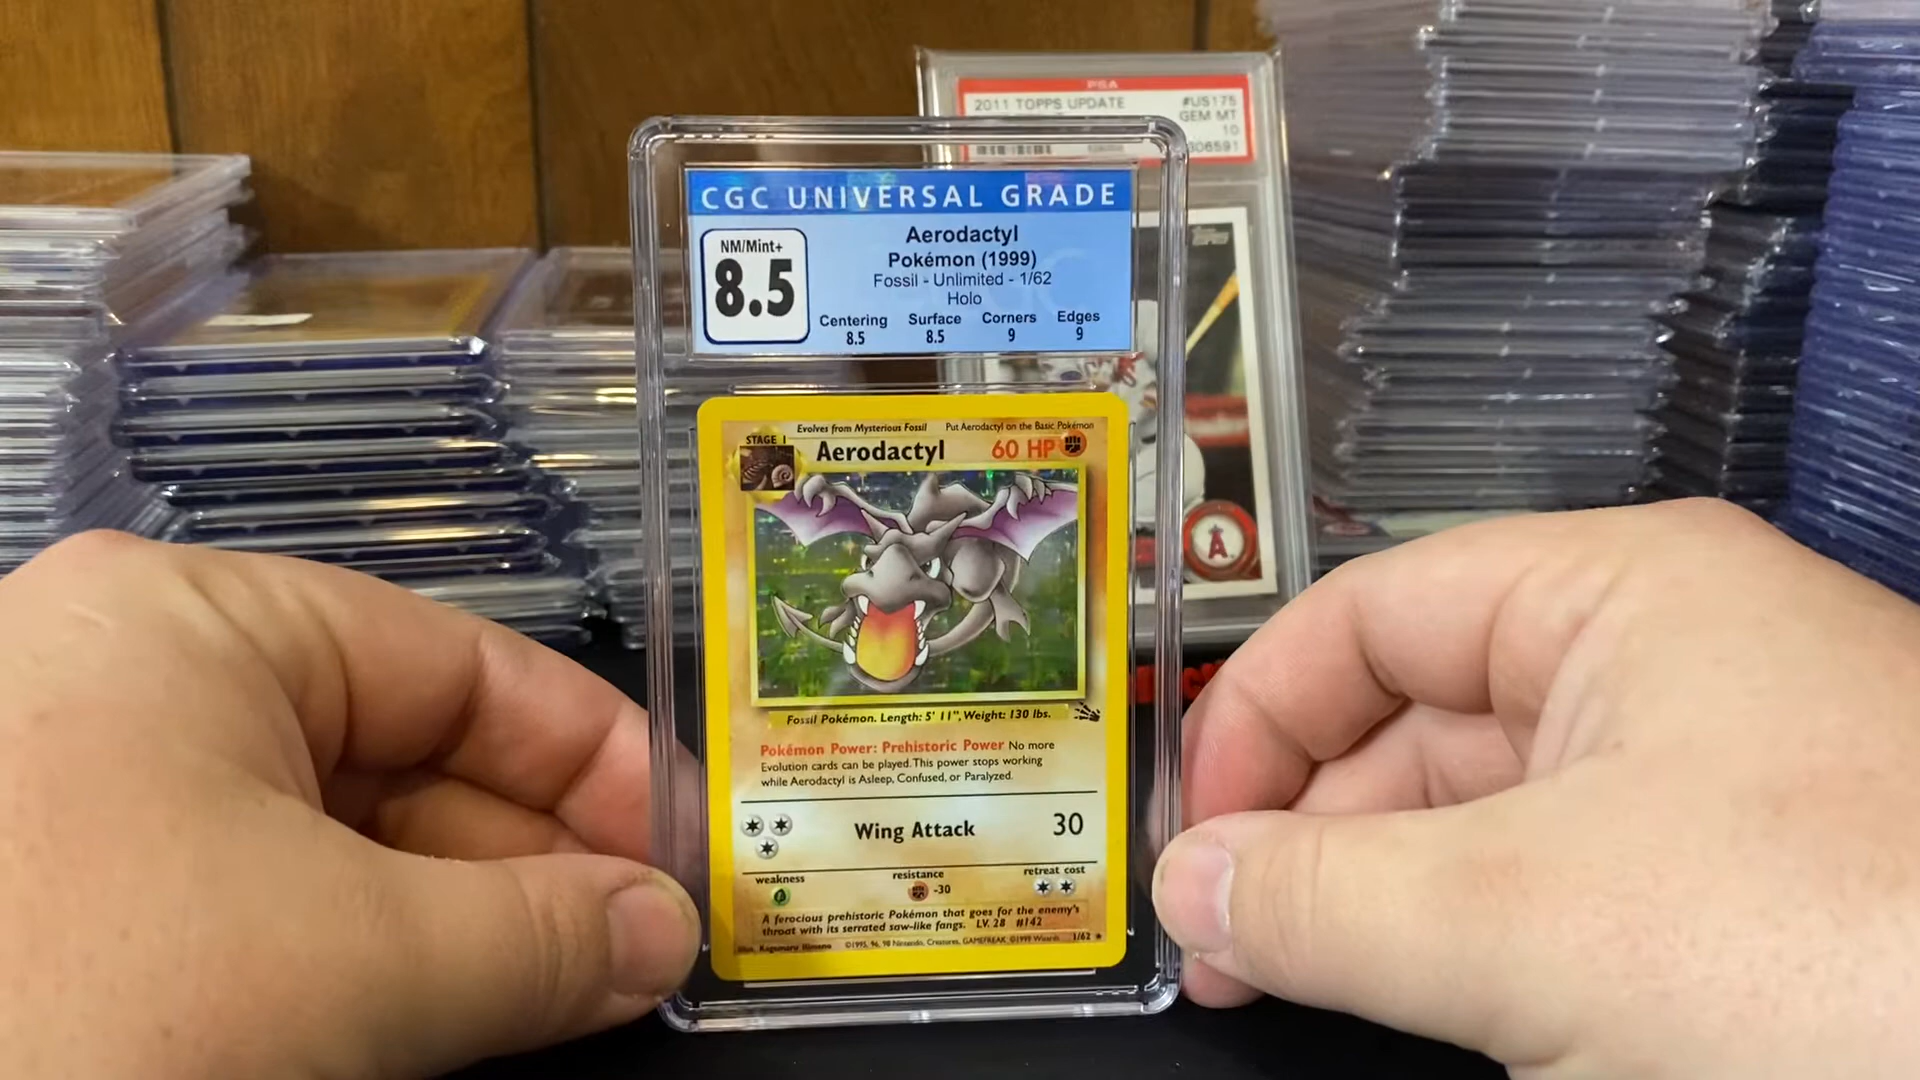 PSA
2011 TOPPS UPDATE #US175
GEM MT
10
306591
CGC UNIVERSAL GRADE
NM/Mint+
8.5
Aerodactyl
Pokémon (1999)
Fossil - Unlimited - 1/62
Holo
Centering Surface Corners Edges
8.5 8.5 9 9
Evolves from Mysterious Fossil Put Aerodactyl on the Basic Pokémon
STAGE 1
Aerodactyl 60 HP
Fossil Pokémon. Length: 5' 11", Weight: 130 lbs.
Pokémon Power: Prehistoric Power No more
Evolution cards can be played. This power stops working
while Aerodactyl is Asleep, Confused, or Paralyzed.
Wing Attack 30
weakness resistance retreat cost
-30
A ferocious prehistoric Pokémon that goes for the enemy's
throat with its serrated saw-like fangs. LV. 28 #142
Illus. Kagemaru Himeno ©1995, 96, 98 Nintendo, Creatures, GAMEFREAK. ©1999 Wizards. 1/62 ★
Topps
A